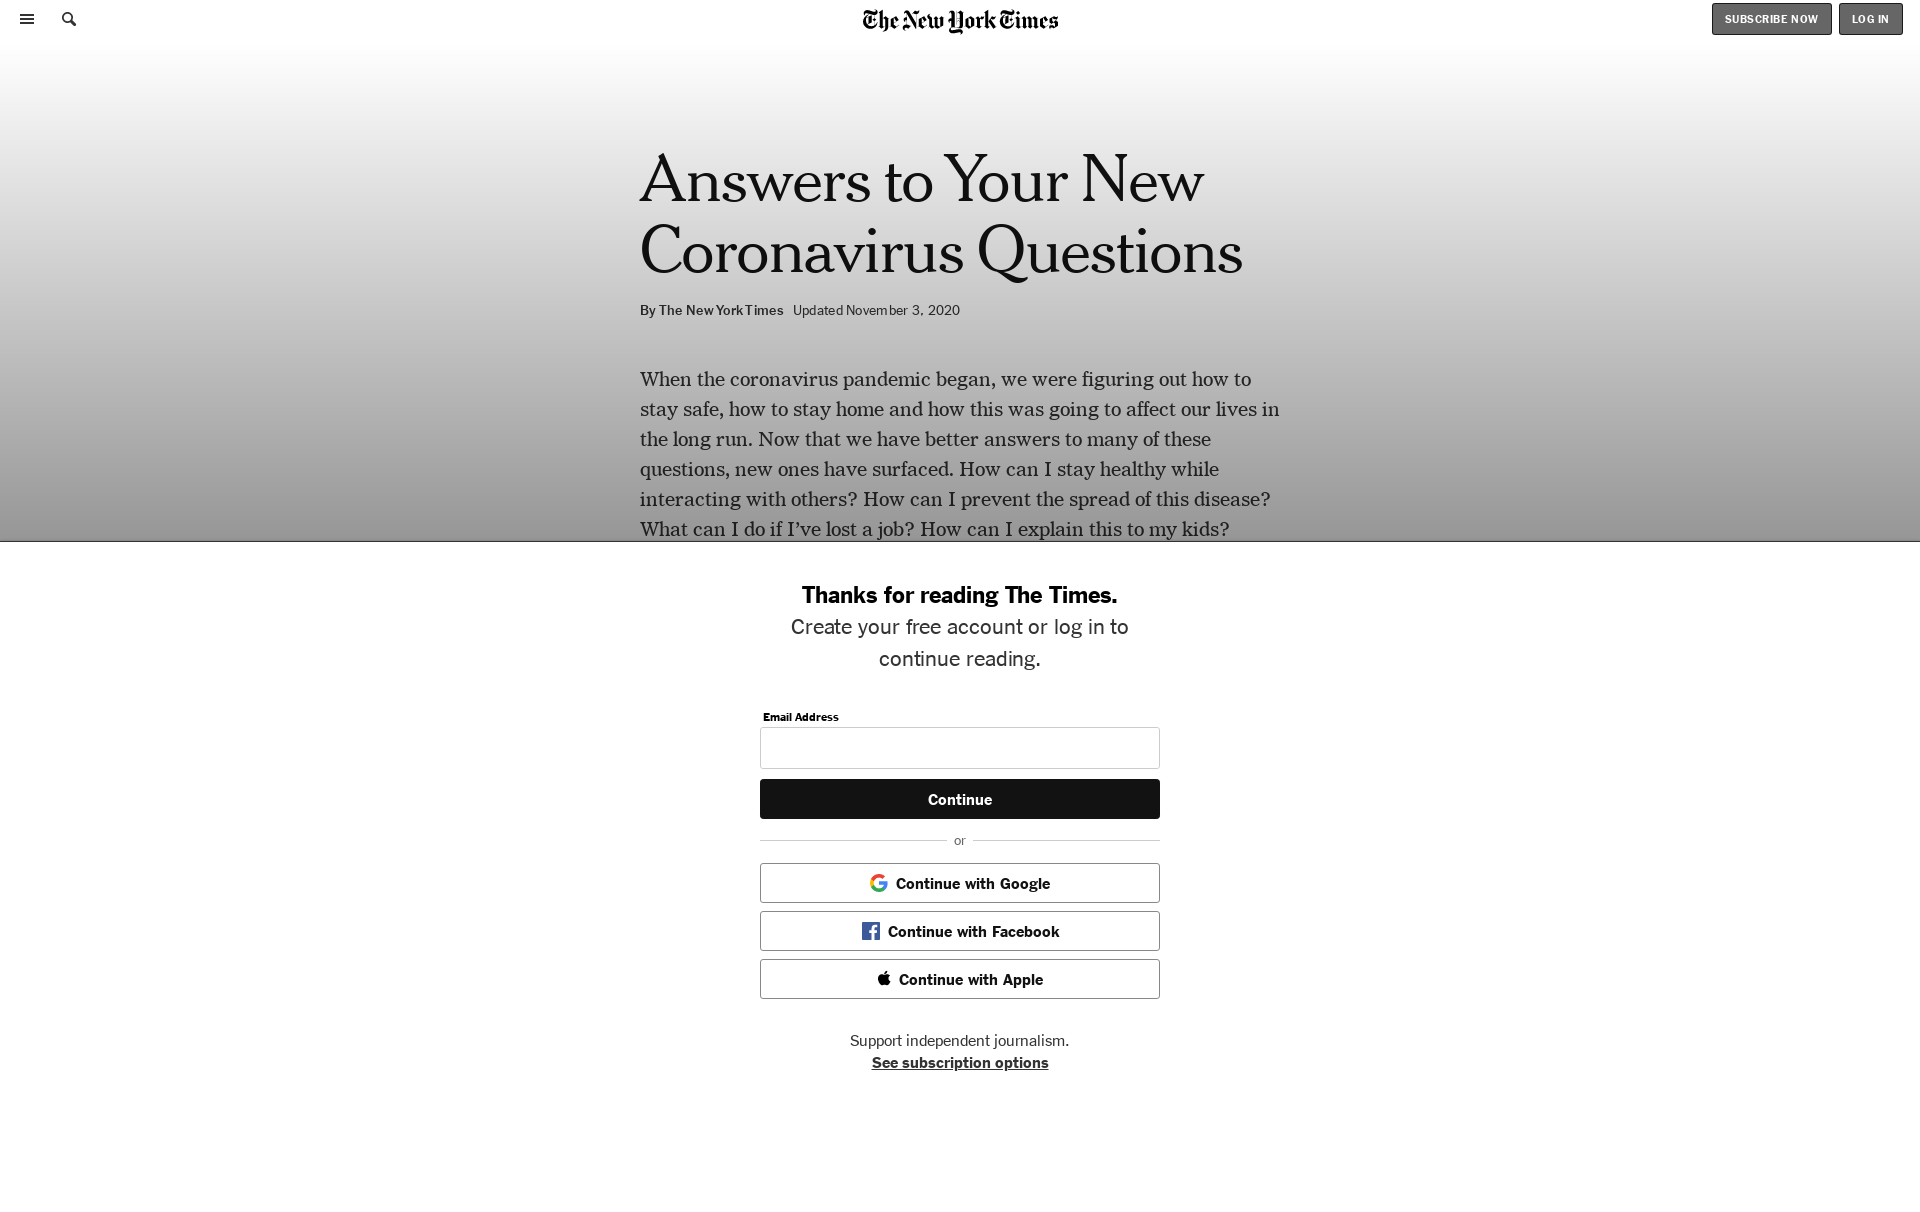 The New York Times
SUBSCRIBE NOW
LOG IN
Answers to Your New
Coronavirus Questions
By The New York Times Updated November 3, 2020
When the coronavirus pandemic began, we were figuring out how to
stay safe, how to stay home and how this was going to affect our lives in
the long run. Now that we have better answers to many of these
questions, new ones have surfaced. How can I stay healthy while
interacting with others? How can I prevent the spread of this disease?
What can I do if I’ve lost a job? How can I explain this to my kids?
Thanks for reading The Times.
Create your free account or log in to
continue reading.
Email Address
Continue
or
Continue with Google
Continue with Facebook
Continue with Apple
Support independent journalism.
See subscription options